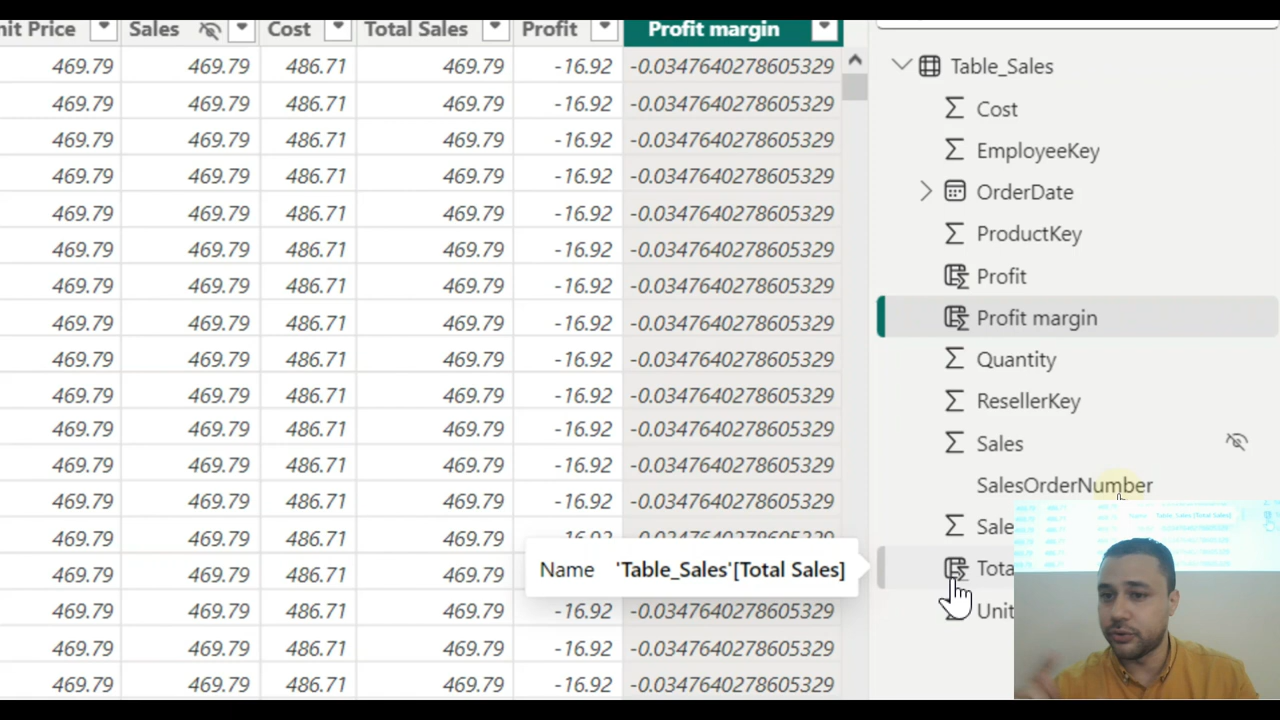 nit Price Sales Cost Total Sales Profit Profit margin
469.79 469.79 486.71 469.79 -16.92 -0.0347640278605329
469.79 469.79 486.71 469.79 -16.92 -0.0347640278605329
469.79 469.79 486.71 469.79 -16.92 -0.0347640278605329
469.79 469.79 486.71 469.79 -16.92 -0.0347640278605329
469.79 469.79 486.71 469.79 -16.92 -0.0347640278605329
469.79 469.79 486.71 469.79 -16.92 -0.0347640278605329
469.79 469.79 486.71 469.79 -16.92 -0.0347640278605329
469.79 469.79 486.71 469.79 -16.92 -0.0347640278605329
469.79 469.79 486.71 469.79 -16.92 -0.0347640278605329
469.79 469.79 486.71 469.79 -16.92 -0.0347640278605329
469.79 469.79 486.71 469.79 -16.92 -0.0347640278605329
469.79 469.79 486.71 469.79 -16.92 -0.0347640278605329
469.79 469.79 486.71 469.79 -16.92 -0.0347640278605329
469.79 469.79 486.71 469.79
469.79 469.79 486.71 469.79
469.79 469.79 486.71 469.79 -16.92 -0.0347640278605329
469.79 469.79 486.71 469.79 -16.92 -0.0347640278605329
469.79 469.79 486.71 469.79 -16.92 -0.0347640278605329
Name 'Table_Sales'[Total Sales]
Table_Sales
Cost
EmployeeKey
OrderDate
ProductKey
Profit
Profit margin
Quantity
ResellerKey
Sales
SalesOrderNumber
Sale
Tota
Unit